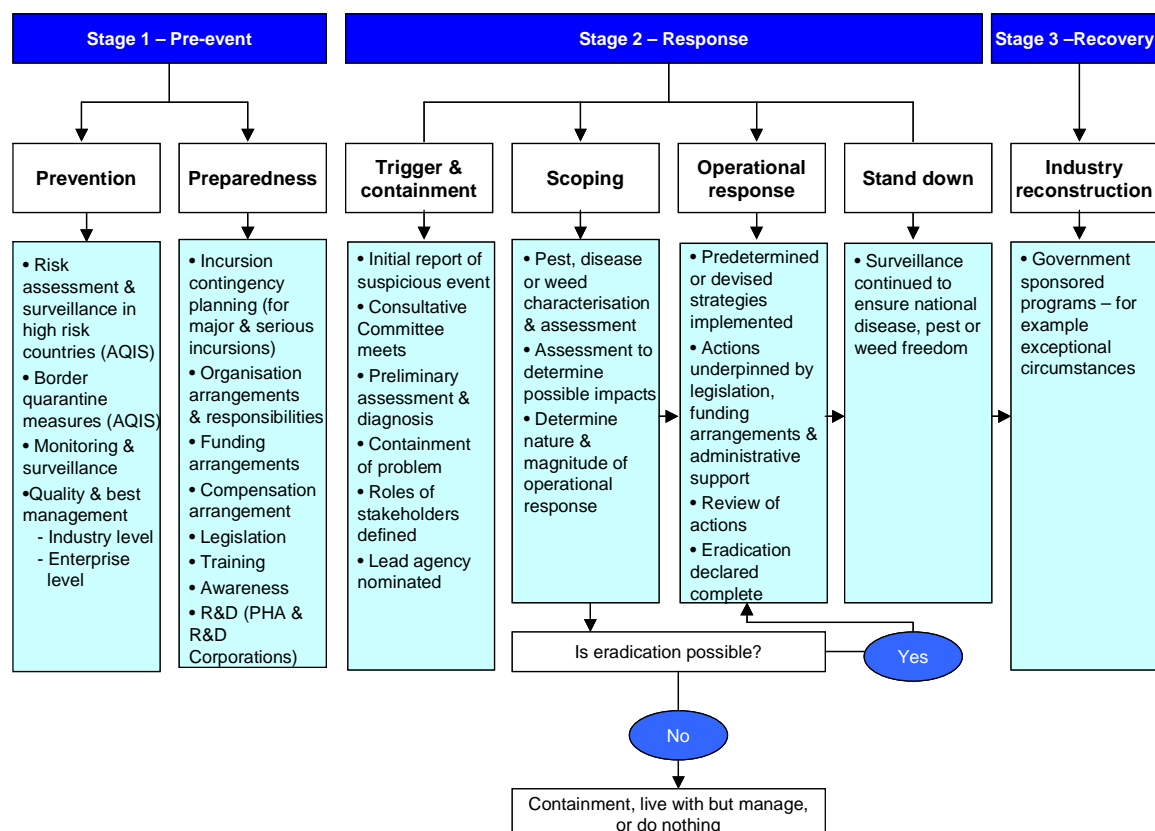 Stage 1 – Pre-event
Stage 2 – Response
Stage 3 –Recovery
Prevention
Preparedness
Trigger &
containment
Scoping
Operational
response
Stand down
Industry
reconstruction
• Risk
assessment &
surveillance in
high risk
countries (AQIS)
• Border
quarantine
measures (AQIS)
• Monitoring &
surveillance
•Quality & best
management
- Industry level
- Enterprise
level
• Incursion
contingency
planning (for
major & serious
incursions)
• Organisation
arrangements
& responsibilities
• Funding
arrangements
• Compensation
arrangement
• Legislation
• Training
• Awareness
• R&D (PHA &
R&D
Corporations)
• Initial report of
suspicious event
• Consultative
Committee
meets
• Preliminary
assessment &
diagnosis
• Containment
of problem
• Roles of
stakeholders
defined
• Lead agency
nominated
• Pest, disease
or weed
characterisation
& assessment
• Assessment to
determine
possible impacts
• Determine
nature &
magnitude of
operational
response
• Predetermined
or devised
strategies
implemented
• Actions
underpinned by
legislation,
funding
arrangements &
administrative
support
• Review of
actions
• Eradication
declared
complete
• Surveillance
continued to
ensure national
disease, pest or
weed freedom
• Government
sponsored
programs – for
example
exceptional
circumstances
Is eradication possible?
Yes
No
Containment, live with but manage,
or do nothing